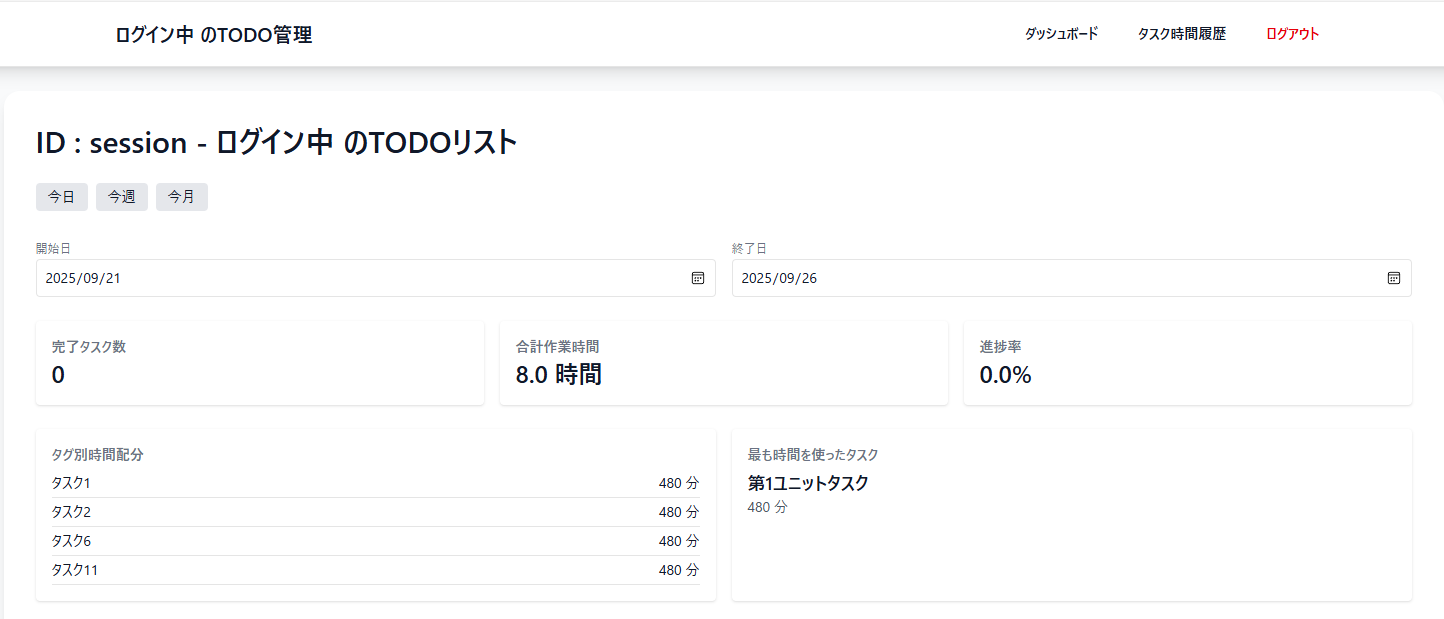 ログイン中 のTODO管理
ダッシュボード
タスク時間履歴
ログアウト
ID : session - ログイン中 のTODOリスト
今日
今週
今月
開始日
終了日
2025/09/21
2025/09/26
完了タスク数
0
合計作業時間
8.0 時間
進捗率
0.0%
タグ別時間配分
タスク1 480 分
タスク2 480 分
タスク6 480 分
タスク11 480 分
最も時間を使ったタスク
第1ユニットタスク
480 分